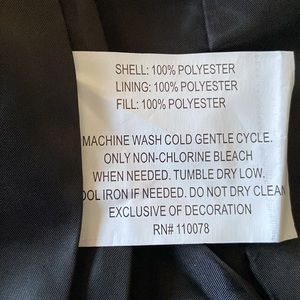 SHELL: 100% POLYESTER
LINING: 100% POLYESTER
FILL: 100% POLYESTER
MACHINE WASH COLD GENTLE CYCLE.
ONLY NON-CHLORINE BLEACH
WHEN NEEDED. TUMBLE DRY LOW.
OOL IRON IF NEEDED. DO NOT DRY CLEAN
EXCLUSIVE OF DECORATION
RN# 110078